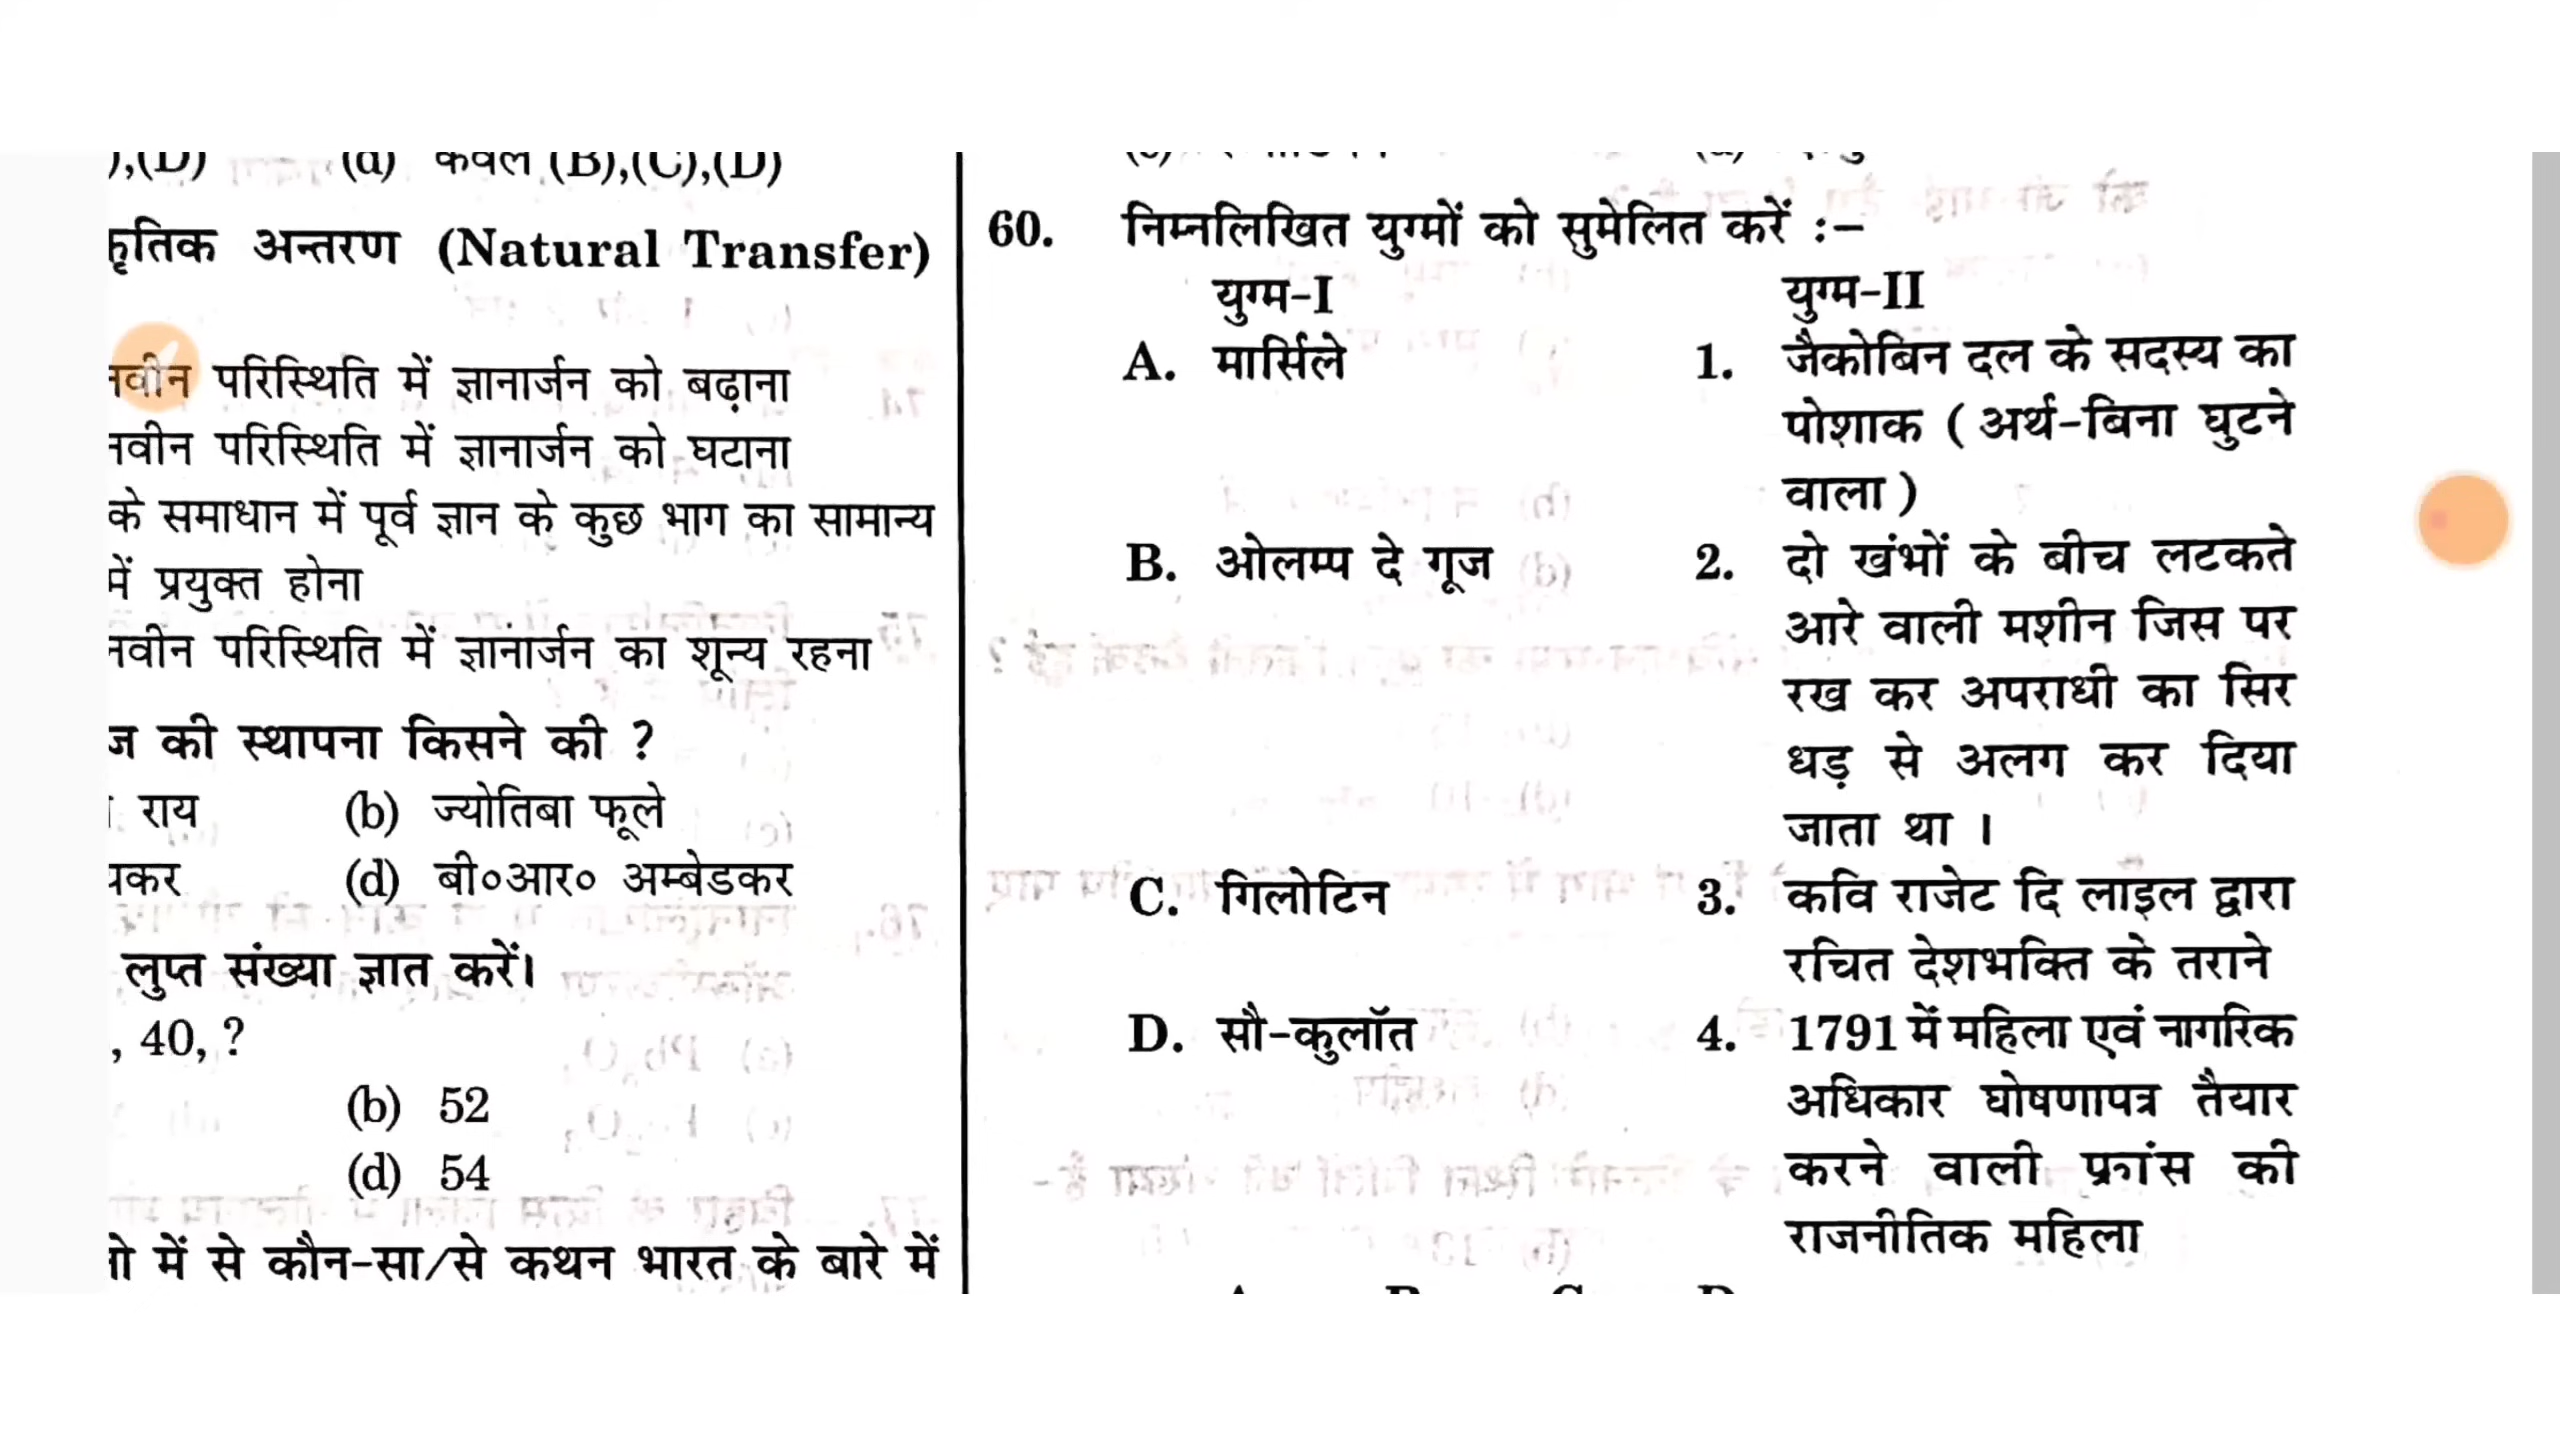 ),(D) (d) केवल (B),(C),(D)
कृतिक अन्तरण (Natural Transfer)
नवीन परिस्थिति में ज्ञानार्जन को बढ़ाना
नवीन परिस्थिति में ज्ञानार्जन को घटाना
के समाधान में पूर्व ज्ञान के कुछ भाग का सामान्य
में प्रयुक्त होना
नवीन परिस्थिति में ज्ञानार्जन का शून्य रहना
ज की स्थापना किसने की ?
राय (b) ज्योतिबा फूले
यकर (d) बी०आर० अम्बेडकर
लुप्त संख्या ज्ञात करें।
, 40, ?
(b) 52
(d) 54
में से कौन-सा/से कथन भारत के बारे में
60. निम्नलिखित युग्मों को सुमेलित करें :–
युग्म-I युग्म-II
A. मार्सिले 1. जैकोबिन दल के सदस्य का
पोशाक ( अर्थ-बिना घुटने
वाला )
B. ओलम्प दे गूज 2. दो खंभों के बीच लटकते
आरे वाली मशीन जिस पर
रख कर अपराधी का सिर
धड़ से अलग कर दिया
जाता था ।
C. गिलोटिन 3. कवि राजेट दि लाइल द्वारा
रचित देशभक्ति के तराने
D. सौ-कुलॉत 4. 1791 में महिला एवं नागरिक
अधिकार घोषणापत्र तैयार
करने वाली फ्रांस की
राजनीतिक महिला